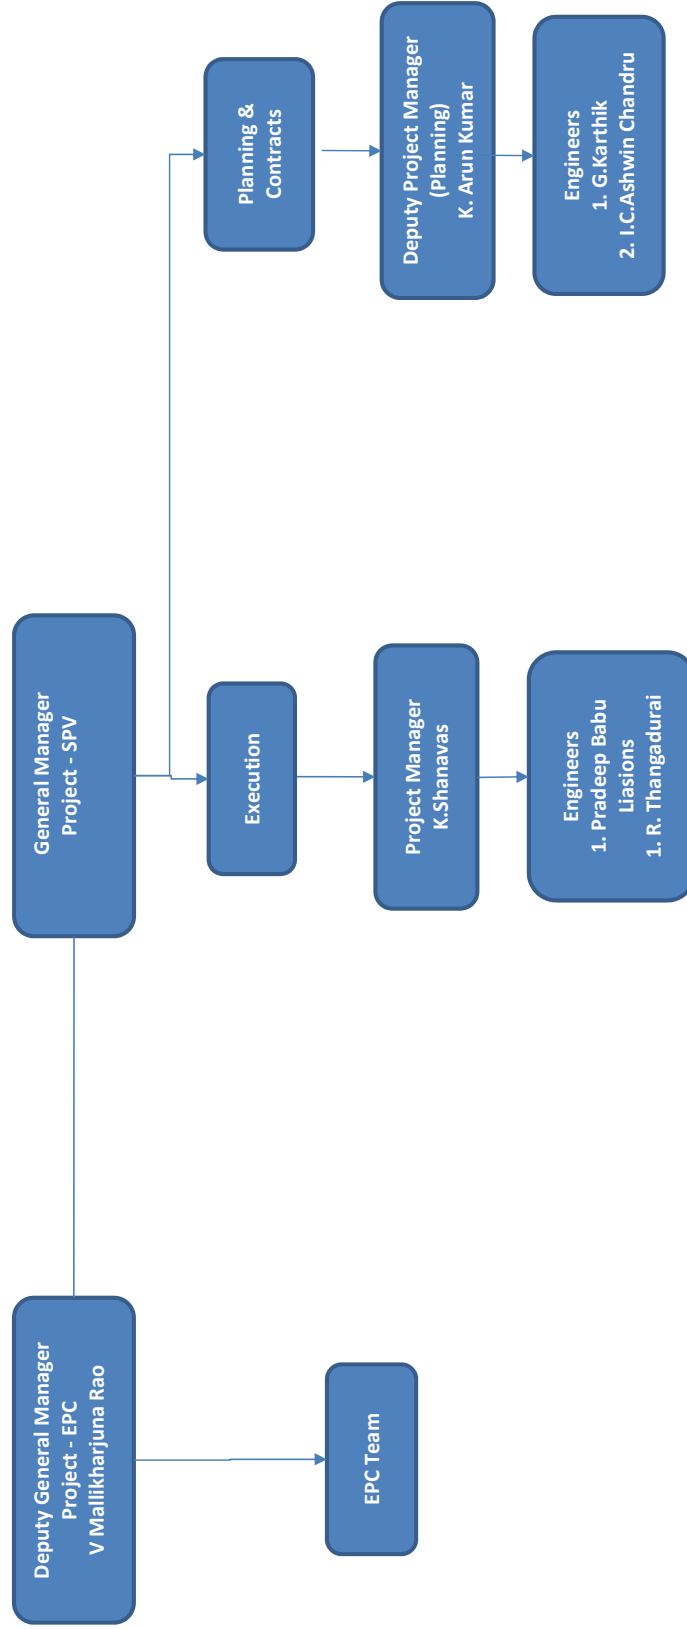 Deputy General Manager
Project - EPC
V Mallikharjuna Rao
General Manager
Project - SPV
Execution
Planning &
Contracts
EPC Team
Project Manager
K.Shanavas
Deputy Project Manager
(Planning)
K. Arun Kumar
Engineers
1. Pradeep Babu
Liasions
1. R. Thangadurai
Engineers
1. G.Karthik
2. I.C.Ashwin Chandru